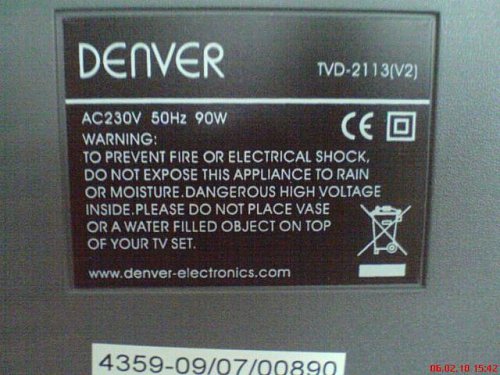 DENVER
TVD-2113(V2)
AC230V 50Hz 90W
WARNING:
TO PREVENT FIRE OR ELECTRICAL SHOCK,
DO NOT EXPOSE THIS APPLIANCE TO RAIN
OR MOISTURE.DANGEROUS HIGH VOLTAGE
INSIDE.PLEASE DO NOT PLACE VASE
OR A WATER FILLED OBJECT ON TOP
OF YOUR TV SET.
www.denver-electronics.com
4359-09/07/00890
06.02.10 15:42